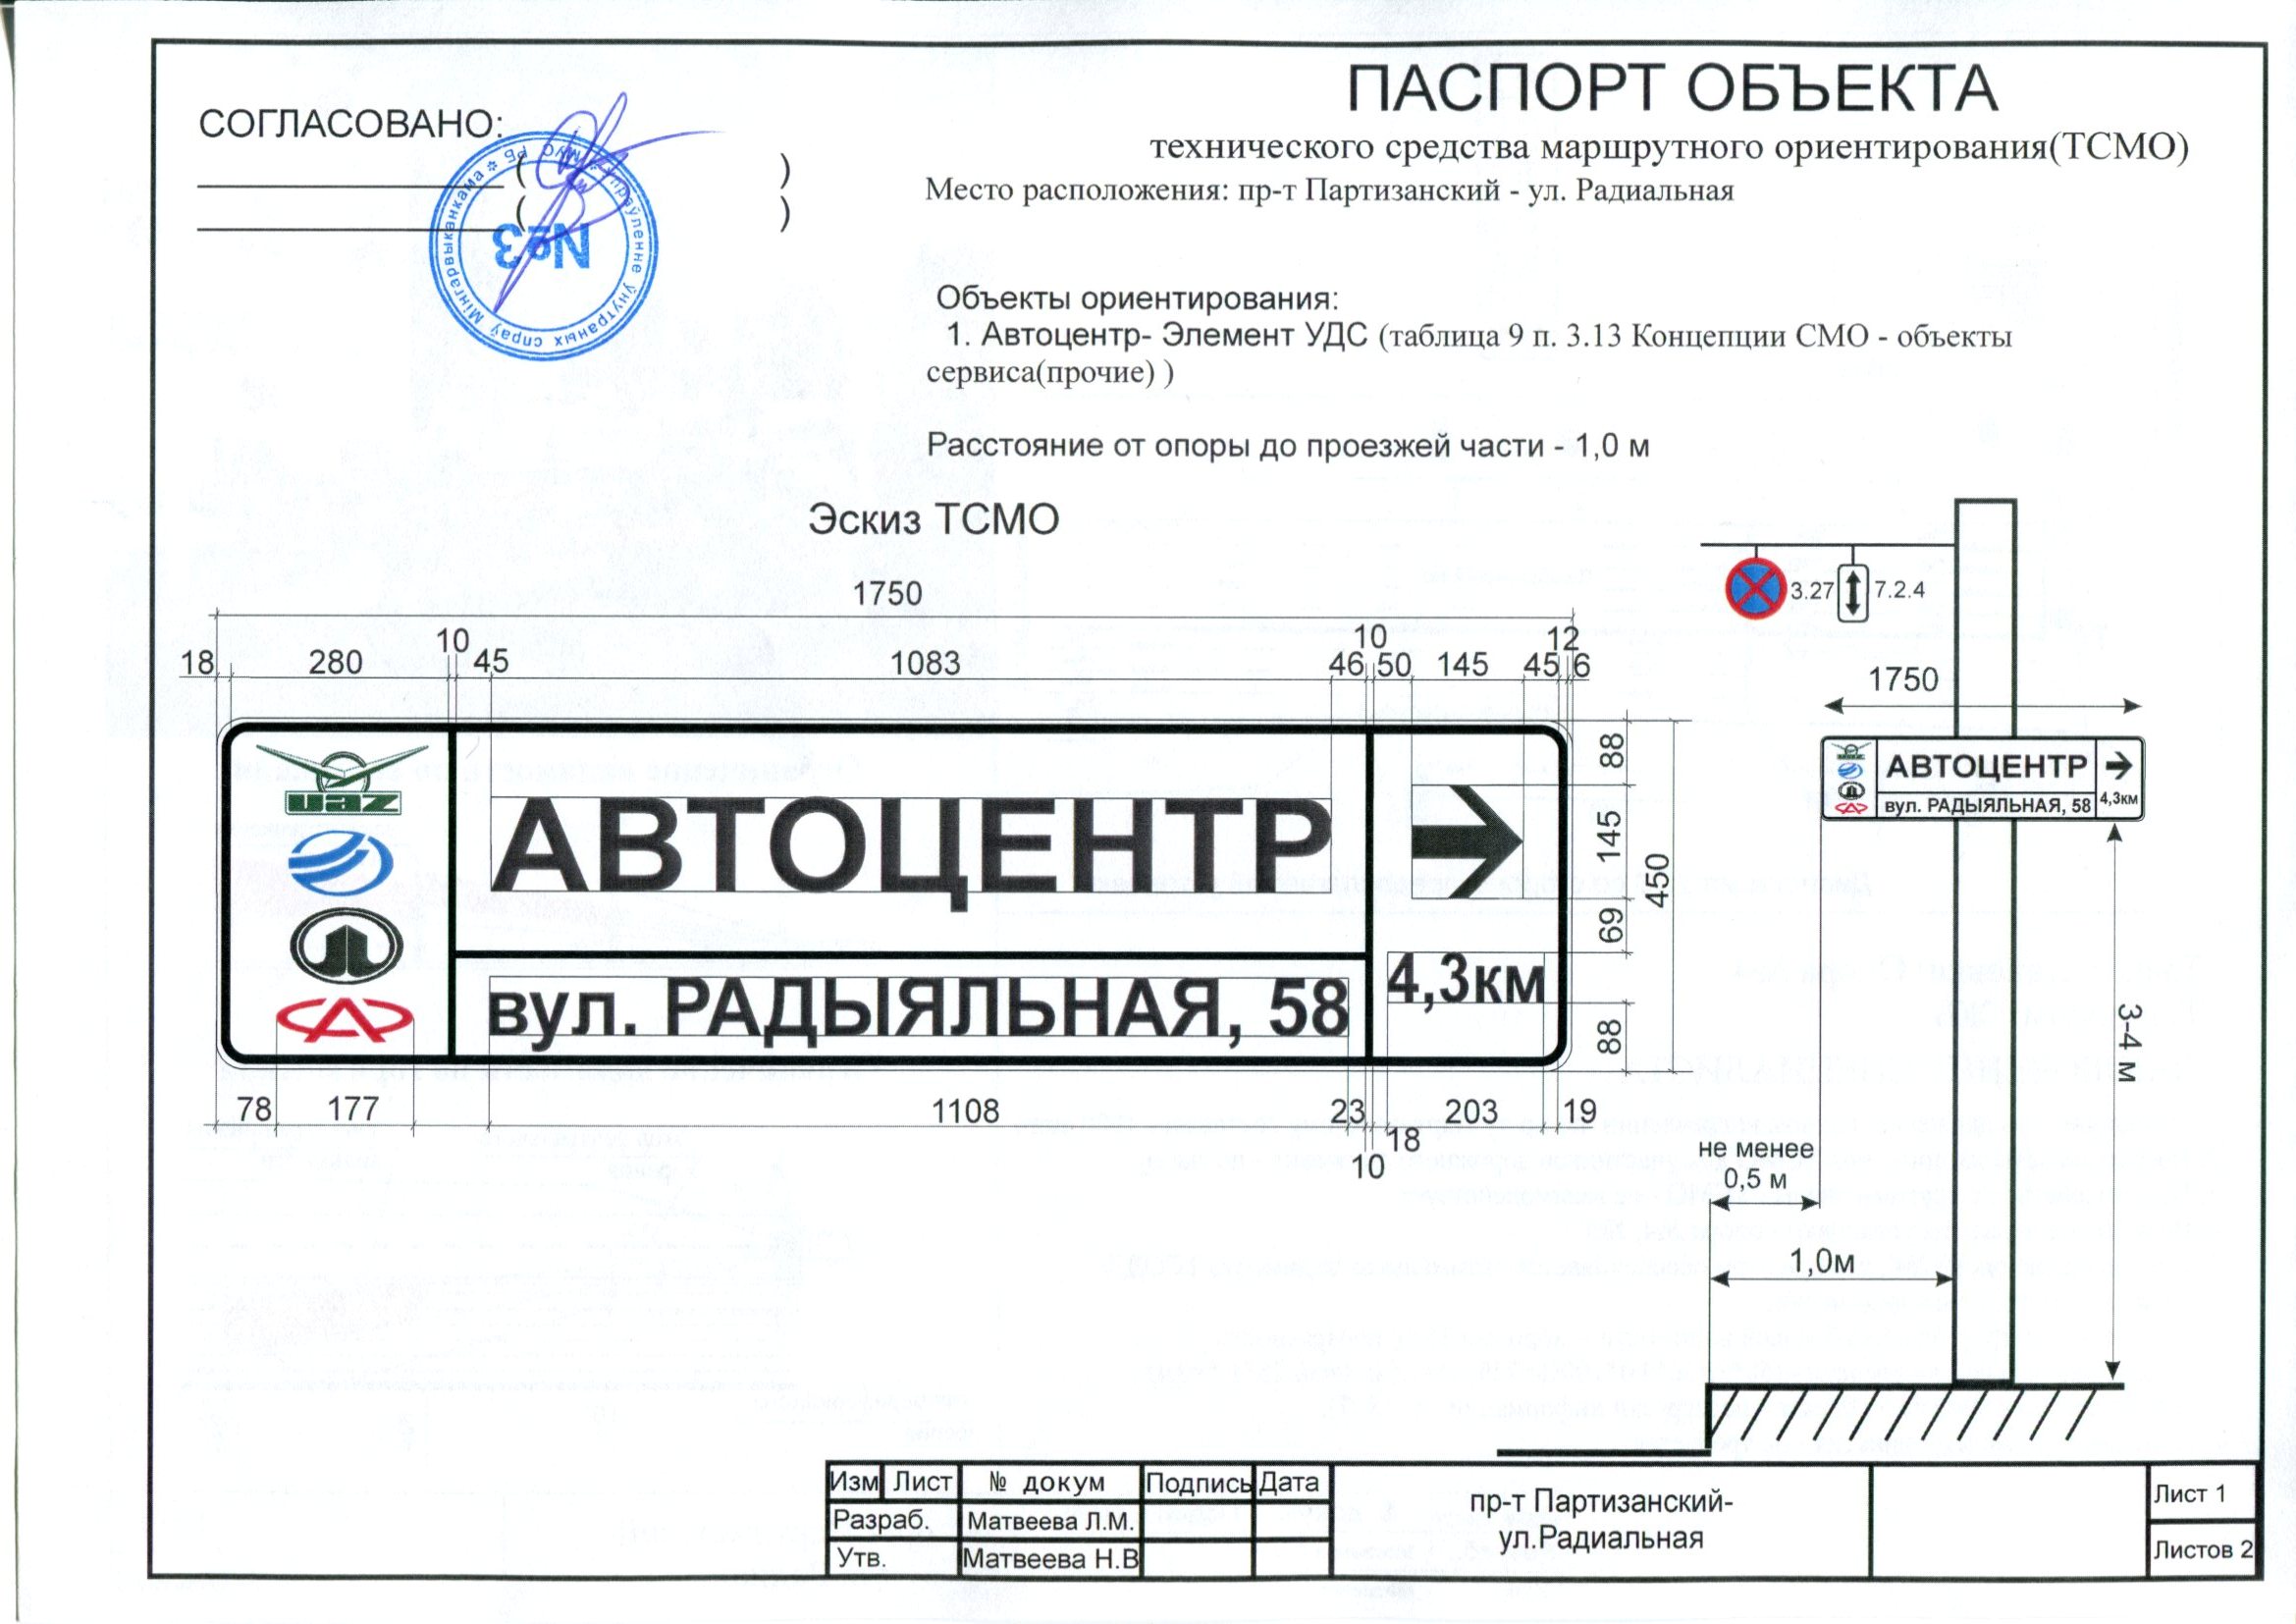 ПАСПОРТ ОБЪЕКТА
СОГЛАСОВАНО:
технического средства маршрутного ориентирования(ТСМО)
Место расположения: пр-т Партизанский - ул. Радиальная
( )
( )
Упраўленне ўнутраных спраў Мінгарвыканкама * МУС РБ *
№3
Объекты ориентирования:
1. Автоцентр- Элемент УДС (таблица 9 п. 3.13 Концепции СМО - объекты
сервиса(прочие) )
Расстояние от опоры до проезжей части - 1,0 м
Эскиз ТСМО
1750
18 280 10 45 1083 46 10 50 145 45 12 6
uaz
АВТОЦЕНТР
вул. РАДЫЯЛЬНАЯ, 58
4,3км
88
145
69
88
450
78 177 1108 23 10 18 203 19
3.27 7.2.4
1750
АВТОЦЕНТР
вул. РАДЫЯЛЬНАЯ, 58
4,3км
3-4 м
не менее
0,5 м
1,0м
Изм Лист № докум Подпись Дата
Разраб. Матвеева Л.М.
Утв. Матвеева Н.В
пр-т Партизанский-
ул.Радиальная
Лист 1
Листов 2